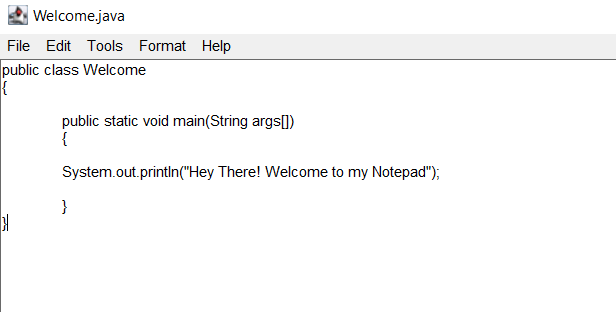 Welcome.java
File Edit Tools Format Help
public class Welcome
{
public static void main(String args[])
{
System.out.println("Hey There! Welcome to my Notepad");
}
}